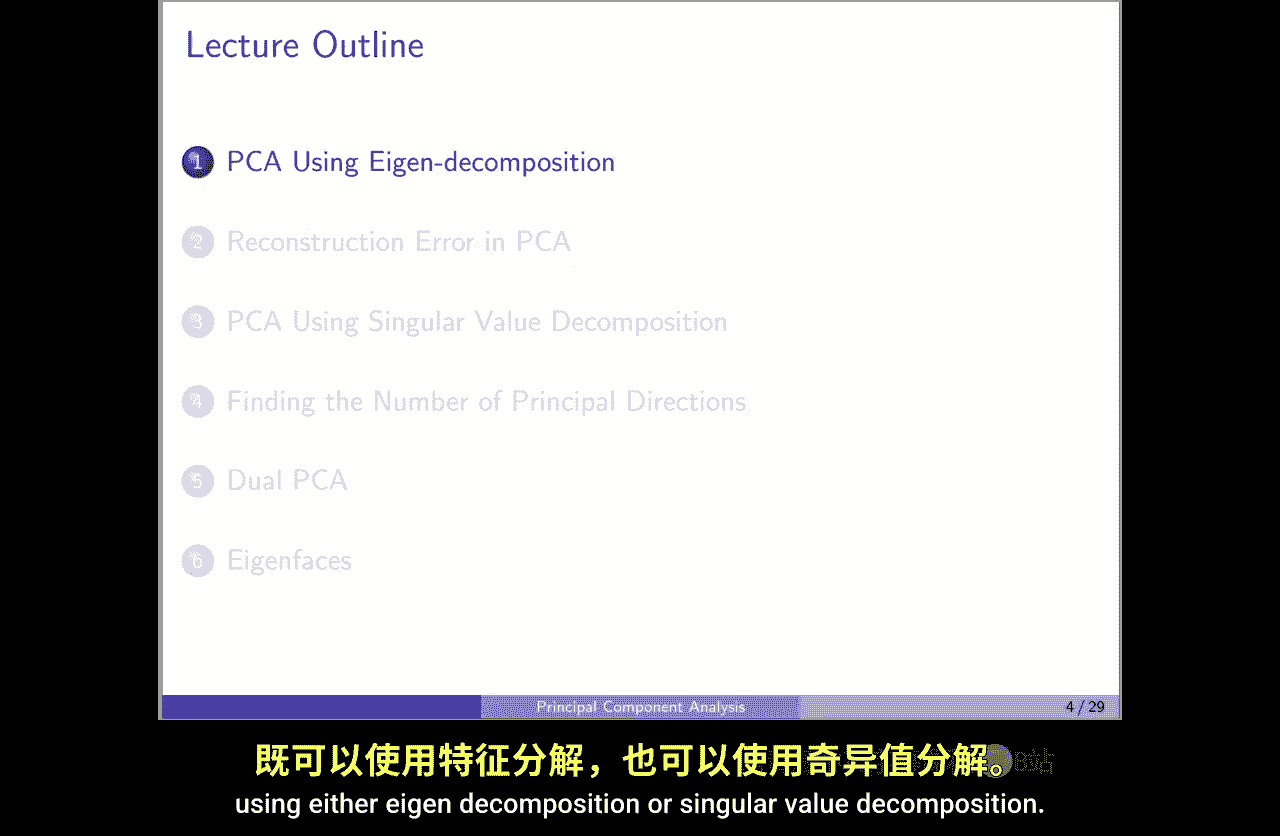 Lecture Outline
1 PCA Using Eigen-decomposition
2 Reconstruction Error in PCA
3 PCA Using Singular Value Decomposition
4 Finding the Number of Principal Directions
5 Dual PCA
6 Eigenfaces
Principal Component Analysis
4 / 29
既可以使用特征分解，也可以使用奇异值分解。
using either eigen decomposition or singular value decomposition.